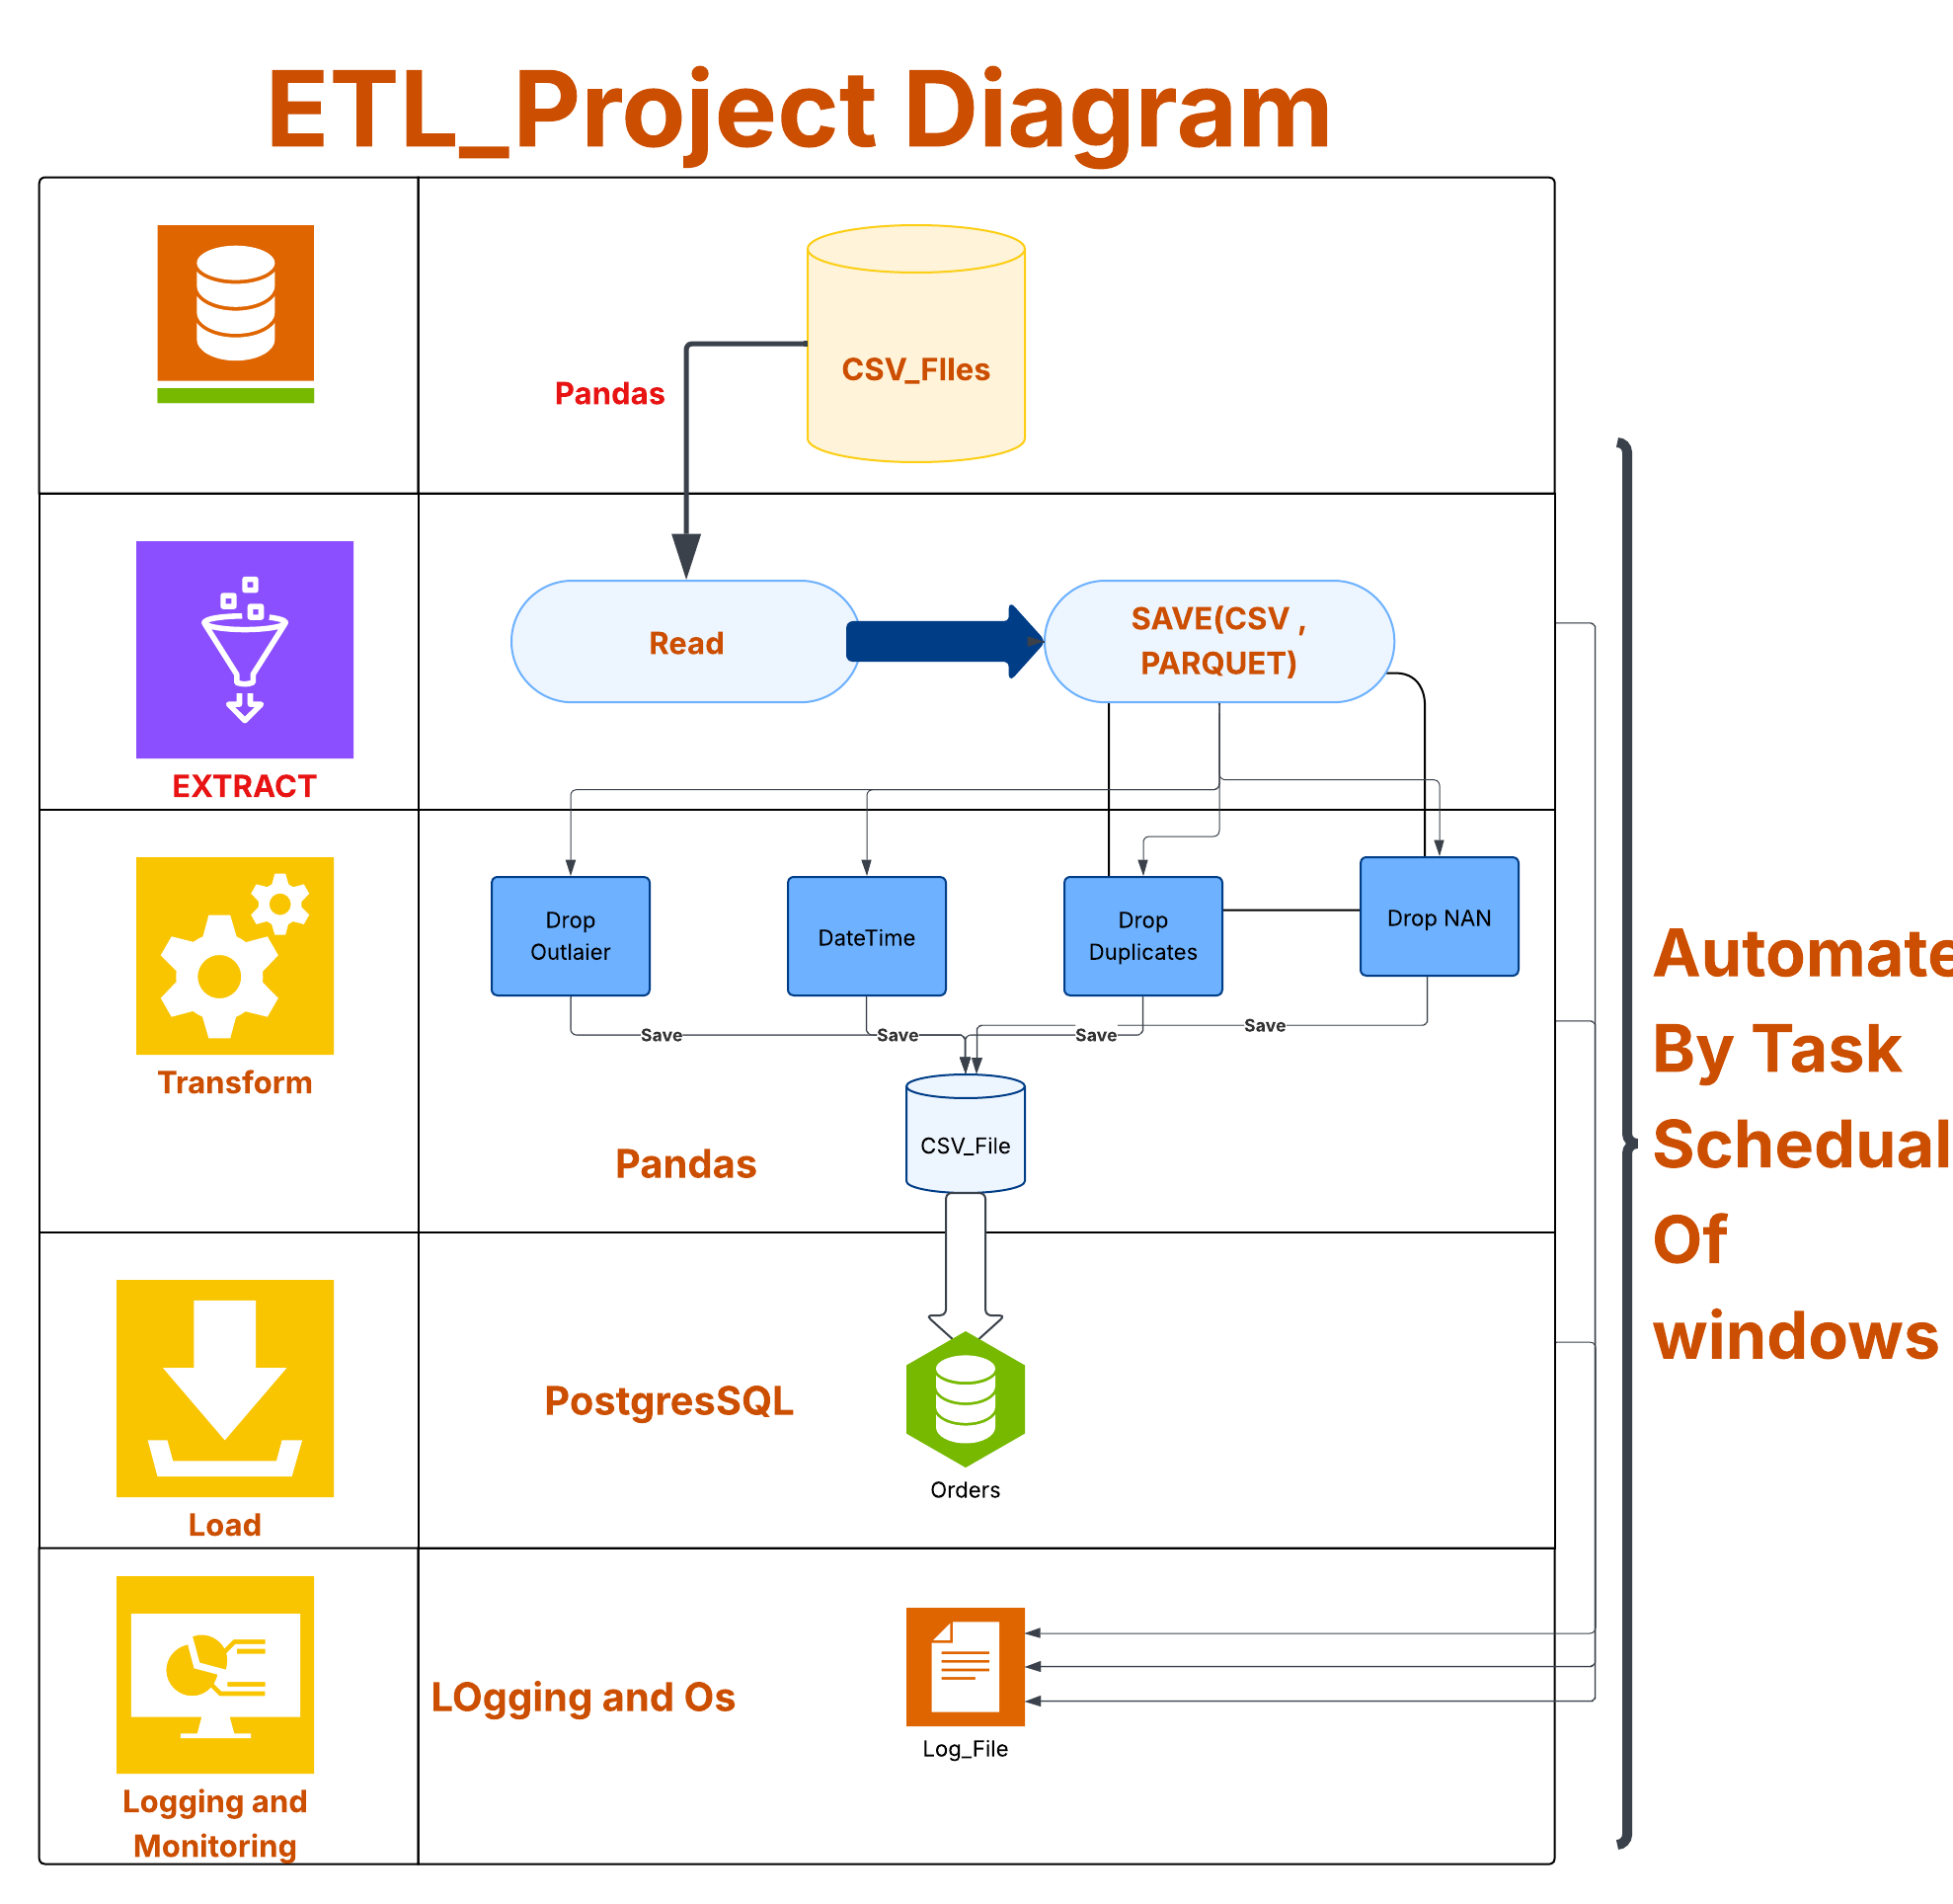 ETL_Project Diagram
CSV_FIles
Pandas
Read
SAVE(CSV ,
PARQUET)
EXTRACT
Drop
Outlaier
DateTime
Drop
Duplicates
Drop NAN
Save
Save
Save
Save
Transform
CSV_File
Pandas
PostgresSQL
Orders
Load
LOgging and Os
Log_File
Logging and
Monitoring
Automate
By Task
Schedual
Of
windows